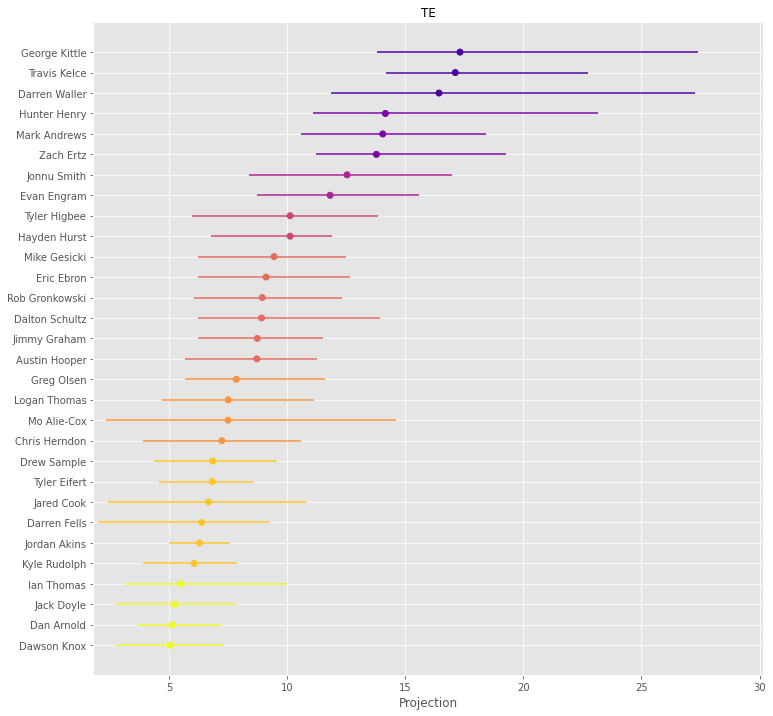 TE
George Kittle
Travis Kelce
Darren Waller
Hunter Henry
Mark Andrews
Zach Ertz
Jonnu Smith
Evan Engram
Tyler Higbee
Hayden Hurst
Mike Gesicki
Eric Ebron
Rob Gronkowski
Dalton Schultz
Jimmy Graham
Austin Hooper
Greg Olsen
Logan Thomas
Mo Alie-Cox
Chris Herndon
Drew Sample
Tyler Eifert
Jared Cook
Darren Fells
Jordan Akins
Kyle Rudolph
Ian Thomas
Jack Doyle
Dan Arnold
Dawson Knox
5 10 15 20 25 30
Projection